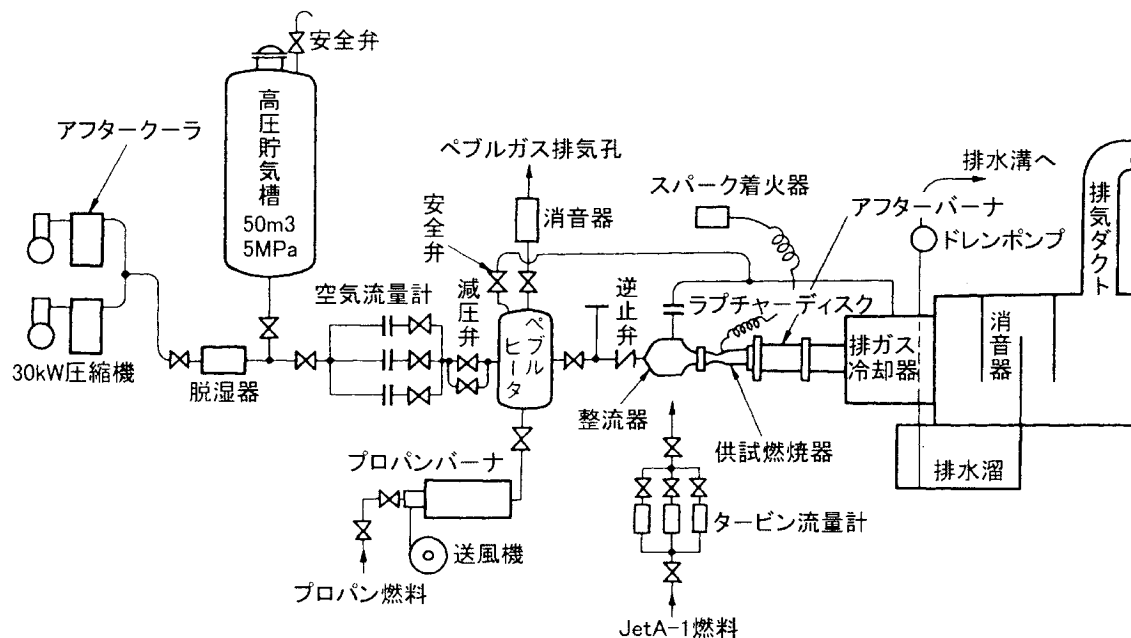 安全弁
高圧貯気槽
50m3
5MPa
アフタークーラ
30kW圧縮機
脱湿器
空気流量計
減圧弁
安全弁
ペブルガス排気孔
消音器
ペブル
ヒータ
逆止弁
スパーク着火器
アフターバーナ
ラプチャーディスク
排水溝へ
ドレンポンプ
排気ダクト
排ガス
冷却器
消音器
整流器
供試燃焼器
排水溜
プロパンバーナ
送風機
プロパン燃料
タービン流量計
JetA-1燃料